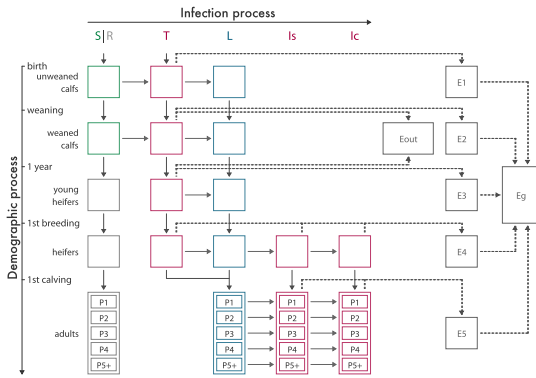 Infection process
S|R T L Is Ic
Demographic process
birth
unweaned
calfs
E1
weaning
weaned
calfs
Eout
E2
1 year
young
heifers
E3
Eg
1st breeding
heifers
E4
1st calving
adults
P1 P1 P1 P1
P2 P2 P2 P2
P3 P3 P3 P3
P4 P4 P4 P4
P5+ P5+ P5+ P5+
E5